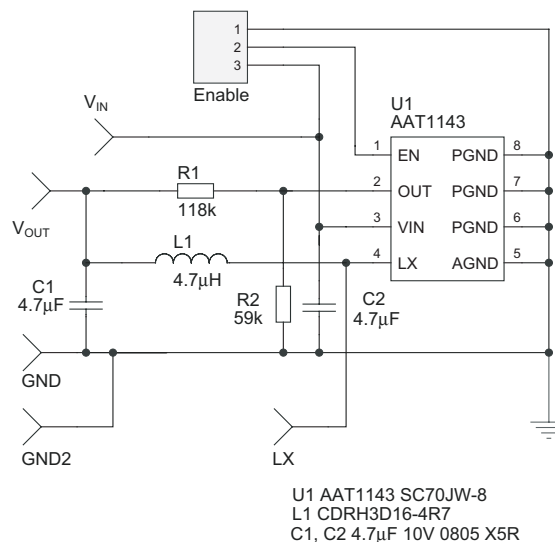 1
2
3
Enable
V_IN
U1
AAT1143
1 EN PGND 8
2 OUT PGND 7
3 VIN PGND 6
4 LX AGND 5
R1
118k
V_OUT
L1
4.7μH
C1
4.7μF
R2
59k
C2
4.7μF
GND
GND2
LX
U1 AAT1143 SC70JW-8
L1 CDRH3D16-4R7
C1, C2 4.7μF 10V 0805 X5R